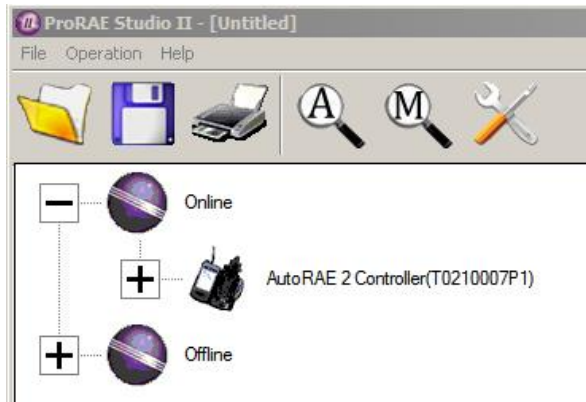 ProRAE Studio II - [Untitled]
File Operation Help
A M
Online
AutoRAE 2 Controller(T0210007P1)
Offline